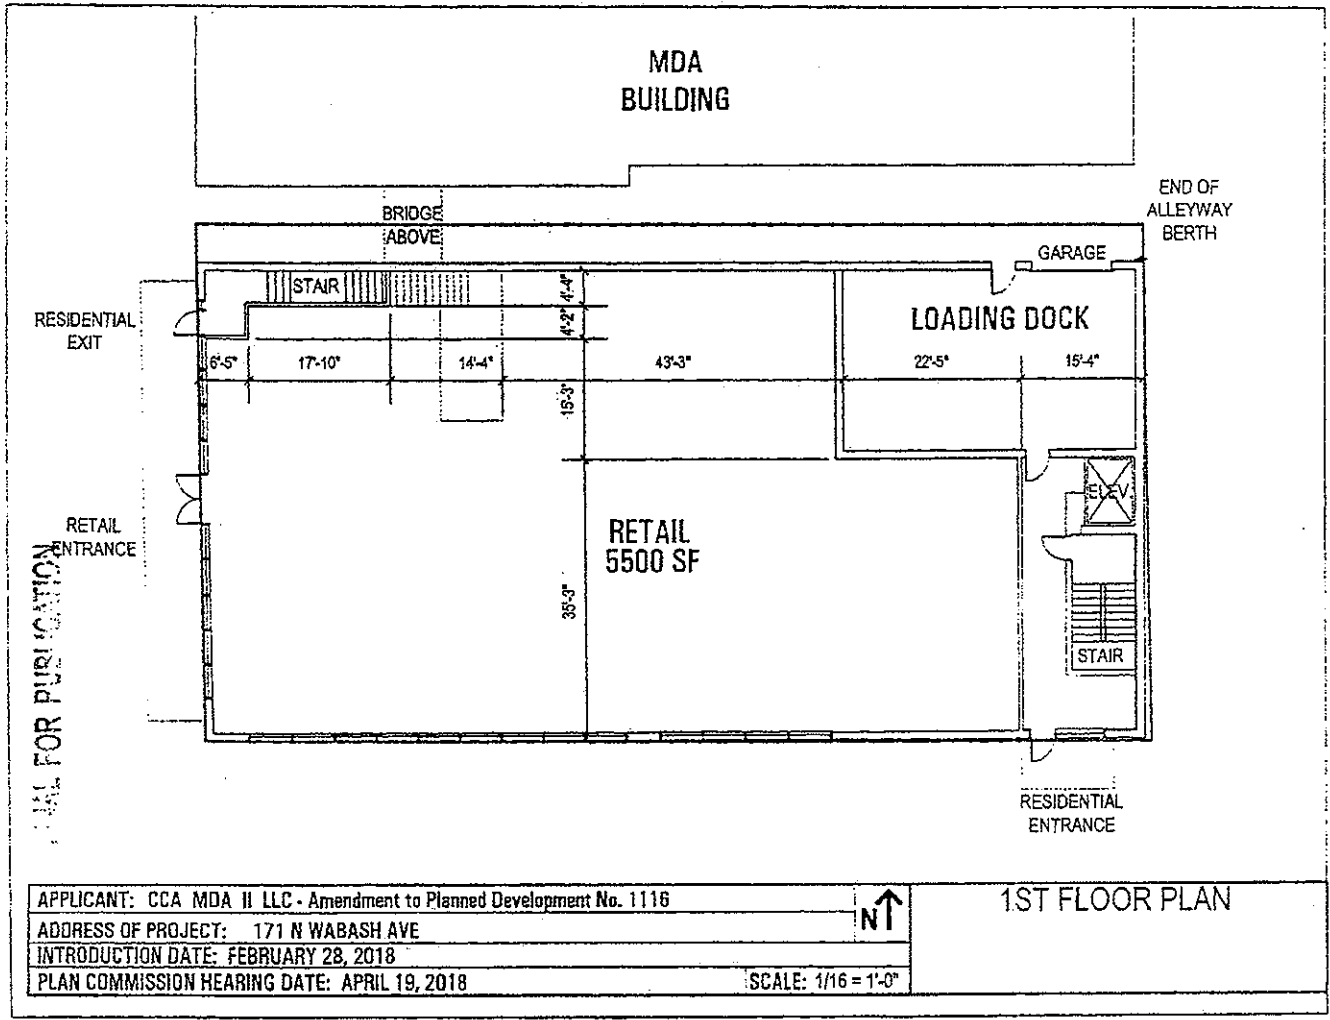 MDA
BUILDING
END OF
ALLEYWAY
BERTH
BRIDGE
ABOVE
GARAGE
STAIR
4'-4"
LOADING DOCK
RESIDENTIAL
EXIT
4'-2"
6'-5"
17'-10"
14'-4"
43'-3"
22'-5"
15'-4"
15'-3"
ELEV
RETAIL
ENTRANCE
RETAIL
5500 SF
35'-3"
STAIR
FOR PUBLICATION
RESIDENTIAL
ENTRANCE
APPLICANT: CCA MDA II LLC - Amendment to Planned Development No. 1116
ADDRESS OF PROJECT: 171 N WABASH AVE
INTRODUCTION DATE: FEBRUARY 28, 2018
PLAN COMMISSION HEARING DATE: APRIL 19, 2018
SCALE: 1/16 = 1'-0"
N
1ST FLOOR PLAN